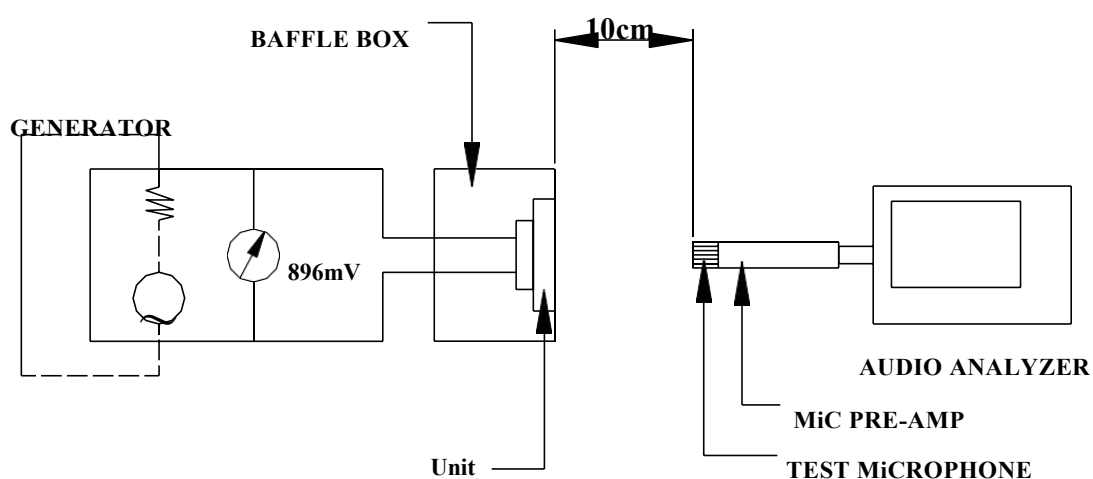 BAFFLE BOX
10cm
GENERATOR
896mV
AUDIO ANALYZER
MiC PRE-AMP
Unit
TEST MiCROPHONE